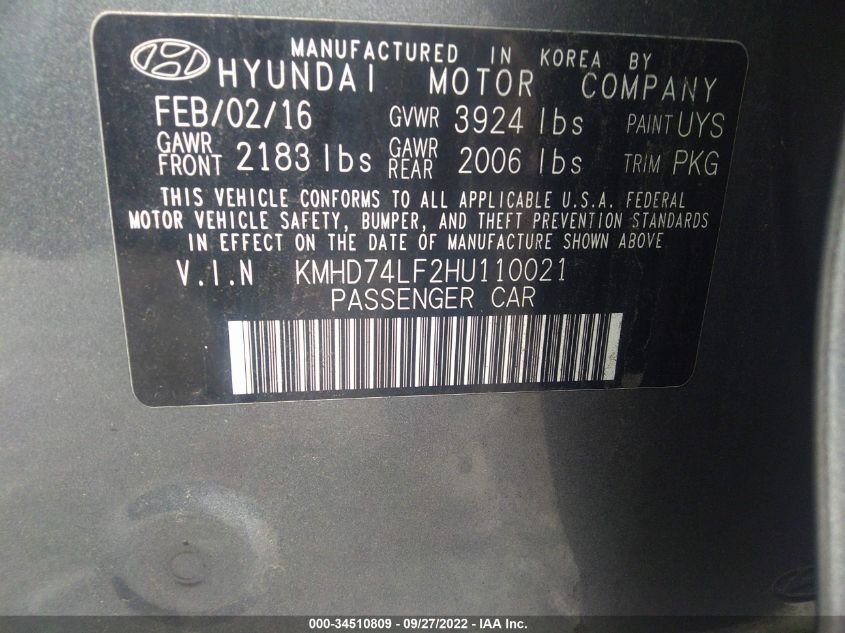 MANUFACTURED IN KOREA BY
HYUNDAI MOTOR COMPANY
FEB/02/16 GVWR 3924 lbs PAINT UYS
GAWR FRONT 2183 lbs GAWR REAR 2006 lbs TRIM PKG
THIS VEHICLE CONFORMS TO ALL APPLICABLE U.S.A. FEDERAL
MOTOR VEHICLE SAFETY, BUMPER, AND THEFT PREVENTION STANDARDS
IN EFFECT ON THE DATE OF MANUFACTURE SHOWN ABOVE
V.I.N KMHD74LF2HU110021
PASSENGER CAR
000-34510809 - 09/27/2022 - IAA Inc.